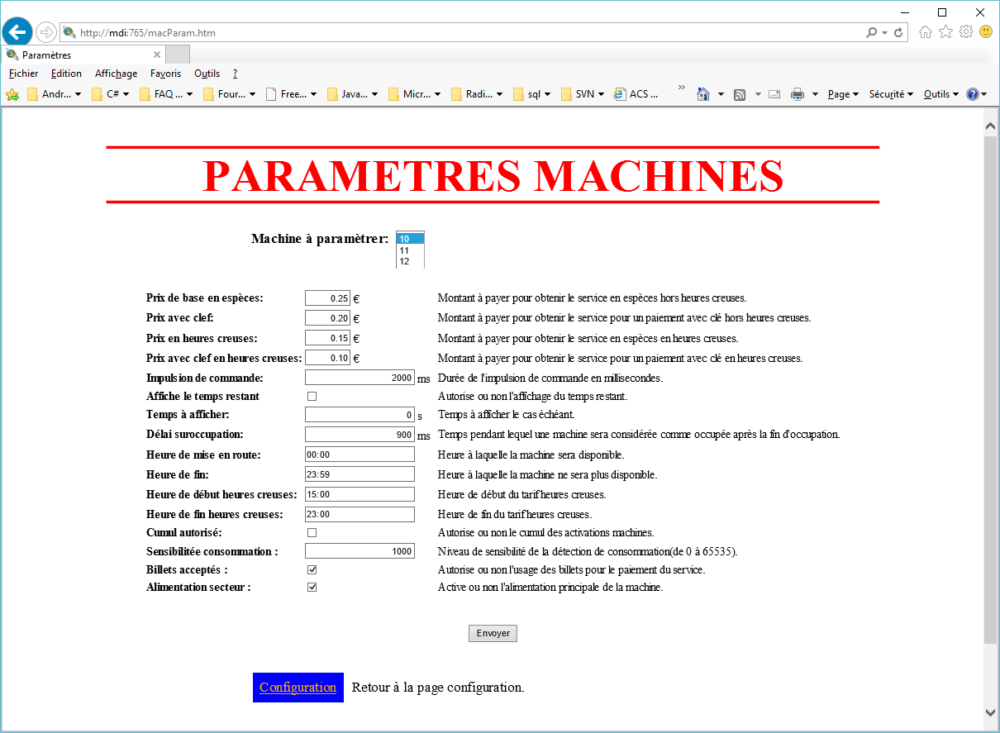 http://mdi:765/macParam.htm
Paramètres
Fichier Edition Affichage Favoris Outils ?
Andr... C# FAQ ... Four... Free... Java... Micr... Radi... sql SVN ACS ... » Page Sécurité Outils
PARAMETRES MACHINES
Machine à paramètrer: 10
11
12
Prix de base en espèces: 0.25 € Montant à payer pour obtenir le service en espèces hors heures creuses.
Prix avec clef: 0.20 € Montant à payer pour obtenir le service pour un paiement avec clé hors heures creuses.
Prix en heures creuses: 0.15 € Montant à payer pour obtenir le service en espèces en heures creuses.
Prix avec clef en heures creuses: 0.10 € Montant à payer pour obtenir le service pour un paiement avec clé en heures creuses.
Impulsion de commande: 2000 ms Durée de l'impulsion de commande en millisecondes.
Affiche le temps restant Autorise ou non l'affichage du temps restant.
Temps à afficher: 0 s Temps à afficher le cas échéant.
Délai suroccupation: 900 ms Temps pendant lequel une machine sera considérée comme occupée après la fin d'occupation.
Heure de mise en route: 00:00 Heure à laquelle la machine sera disponible.
Heure de fin: 23:59 Heure à laquelle la machine ne sera plus disponible.
Heure de début heures creuses: 15:00 Heure de début du tarif heures creuses.
Heure de fin heures creuses: 23:00 Heure de fin du tarif heures creuses.
Cumul autorisé: Autorise ou non le cumul des activations machines.
Sensibilitée consommation : 1000 Niveau de sensibilité de la détection de consommation(de 0 à 65535).
Billets acceptés : Autorise ou non l'usage des billets pour le paiement du service.
Alimentation secteur : Active ou non l'alimentation principale de la machine.
Envoyer
Configuration Retour à la page configuration.